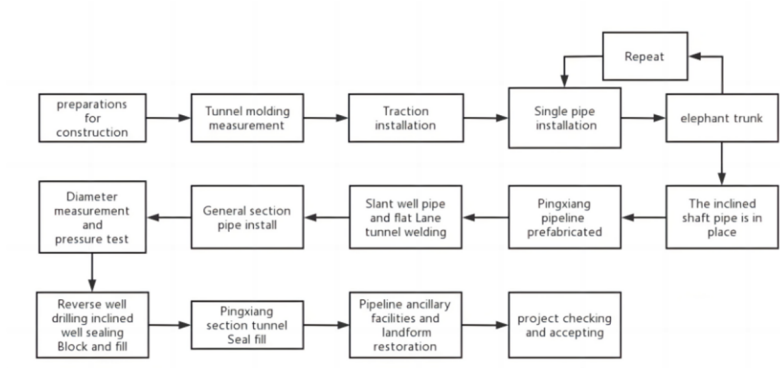 Repeat
preparations
for
construction
Tunnel molding
measurement
Traction
installation
Single pipe
installation
elephant trunk
Diameter
measurement
and
pressure test
General section
pipe install
Slant well pipe
and flat Lane
tunnel welding
Pingxiang
pipeline
prefabricated
The inclined
shaft pipe is in
place
Reverse well
drilling inclined
well sealing
Block and fill
Pingxiang
section tunnel
Seal fill
Pipeline ancillary
facilities and
landform
restoration
project checking
and accepting